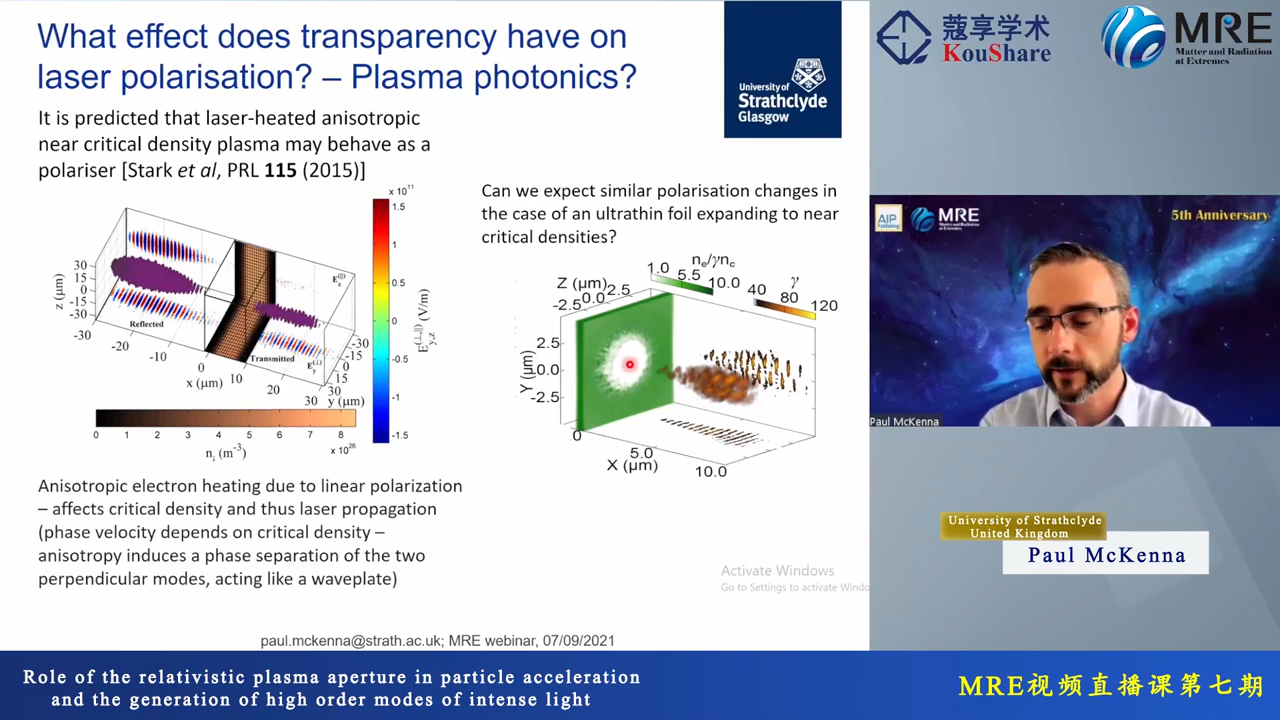 What effect does transparency have on
laser polarisation? – Plasma photonics?
University of
Strathclyde
Glasgow
蔻享学术
KouShare
MRE
Matter and Radiation
at Extremes
It is predicted that laser-heated anisotropic
near critical density plasma may behave as a
polariser [Stark et al, PRL 115 (2015)]
x 10¹¹
1.5
1
0.5
0
-0.5
-1
-1.5
E_{y,z}^{(⊥,||)} (V/m)
30
15
0
-15
-30
z (μm)
Reflected
Transmitted
E_z^{(||)}
E_y^{(⊥)}
-30
-20
-10
0
10
20
30
x (μm)
-30
-15
0
15
30
y (μm)
0 1 2 3 4 5 6 7 8
n_i (m⁻³)
x 10²⁶
Can we expect similar polarisation changes in
the case of an ultrathin foil expanding to near
critical densities?
n_e/γn_c
1.0 5.5 10.0
γ
40 80 120
Z (μm)
-2.5 0.0 2.5
2.5
0.0
-2.5
Y (μm)
0
5.0
10.0
X (μm)
Anisotropic electron heating due to linear polarization
– affects critical density and thus laser propagation
(phase velocity depends on critical density –
anisotropy induces a phase separation of the two
perpendicular modes, acting like a waveplate)
Activate Windows
Go to Settings to activate Windo
paul.mckenna@strath.ac.uk; MRE webinar, 07/09/2021
AIP
Publishing
MRE
5th Anniversary
Paul McKenna
University of Strathclyde
United Kingdom
Paul McKenna
Role of the relativistic plasma aperture in particle acceleration
and the generation of high order modes of intense light
MRE视频直播课第七期